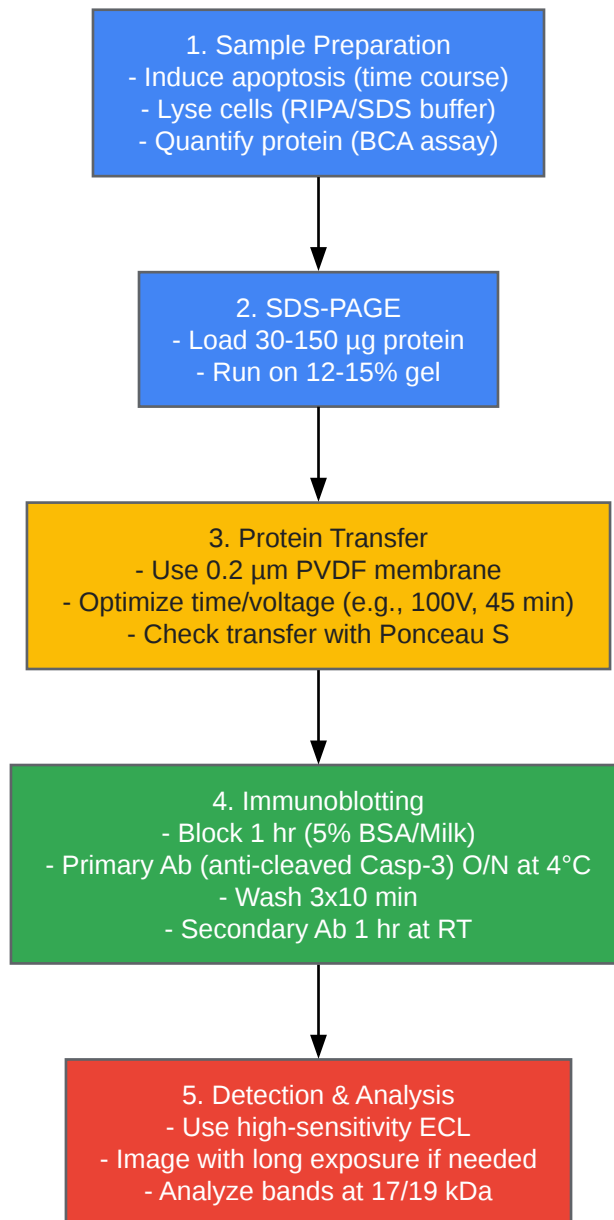 1. Sample Preparation
- Induce apoptosis (time course)
- Lyse cells (RIPA/SDS buffer)
- Quantify protein (BCA assay)
2. SDS-PAGE
- Load 30-150 µg protein
- Run on 12-15% gel
3. Protein Transfer
- Use 0.2 µm PVDF membrane
- Optimize time/voltage (e.g., 100V, 45 min)
- Check transfer with Ponceau S
4. Immunoblotting
- Block 1 hr (5% BSA/Milk)
- Primary Ab (anti-cleaved Casp-3) O/N at 4°C
- Wash 3x10 min
- Secondary Ab 1 hr at RT
5. Detection & Analysis
- Use high-sensitivity ECL
- Image with long exposure if needed
- Analyze bands at 17/19 kDa